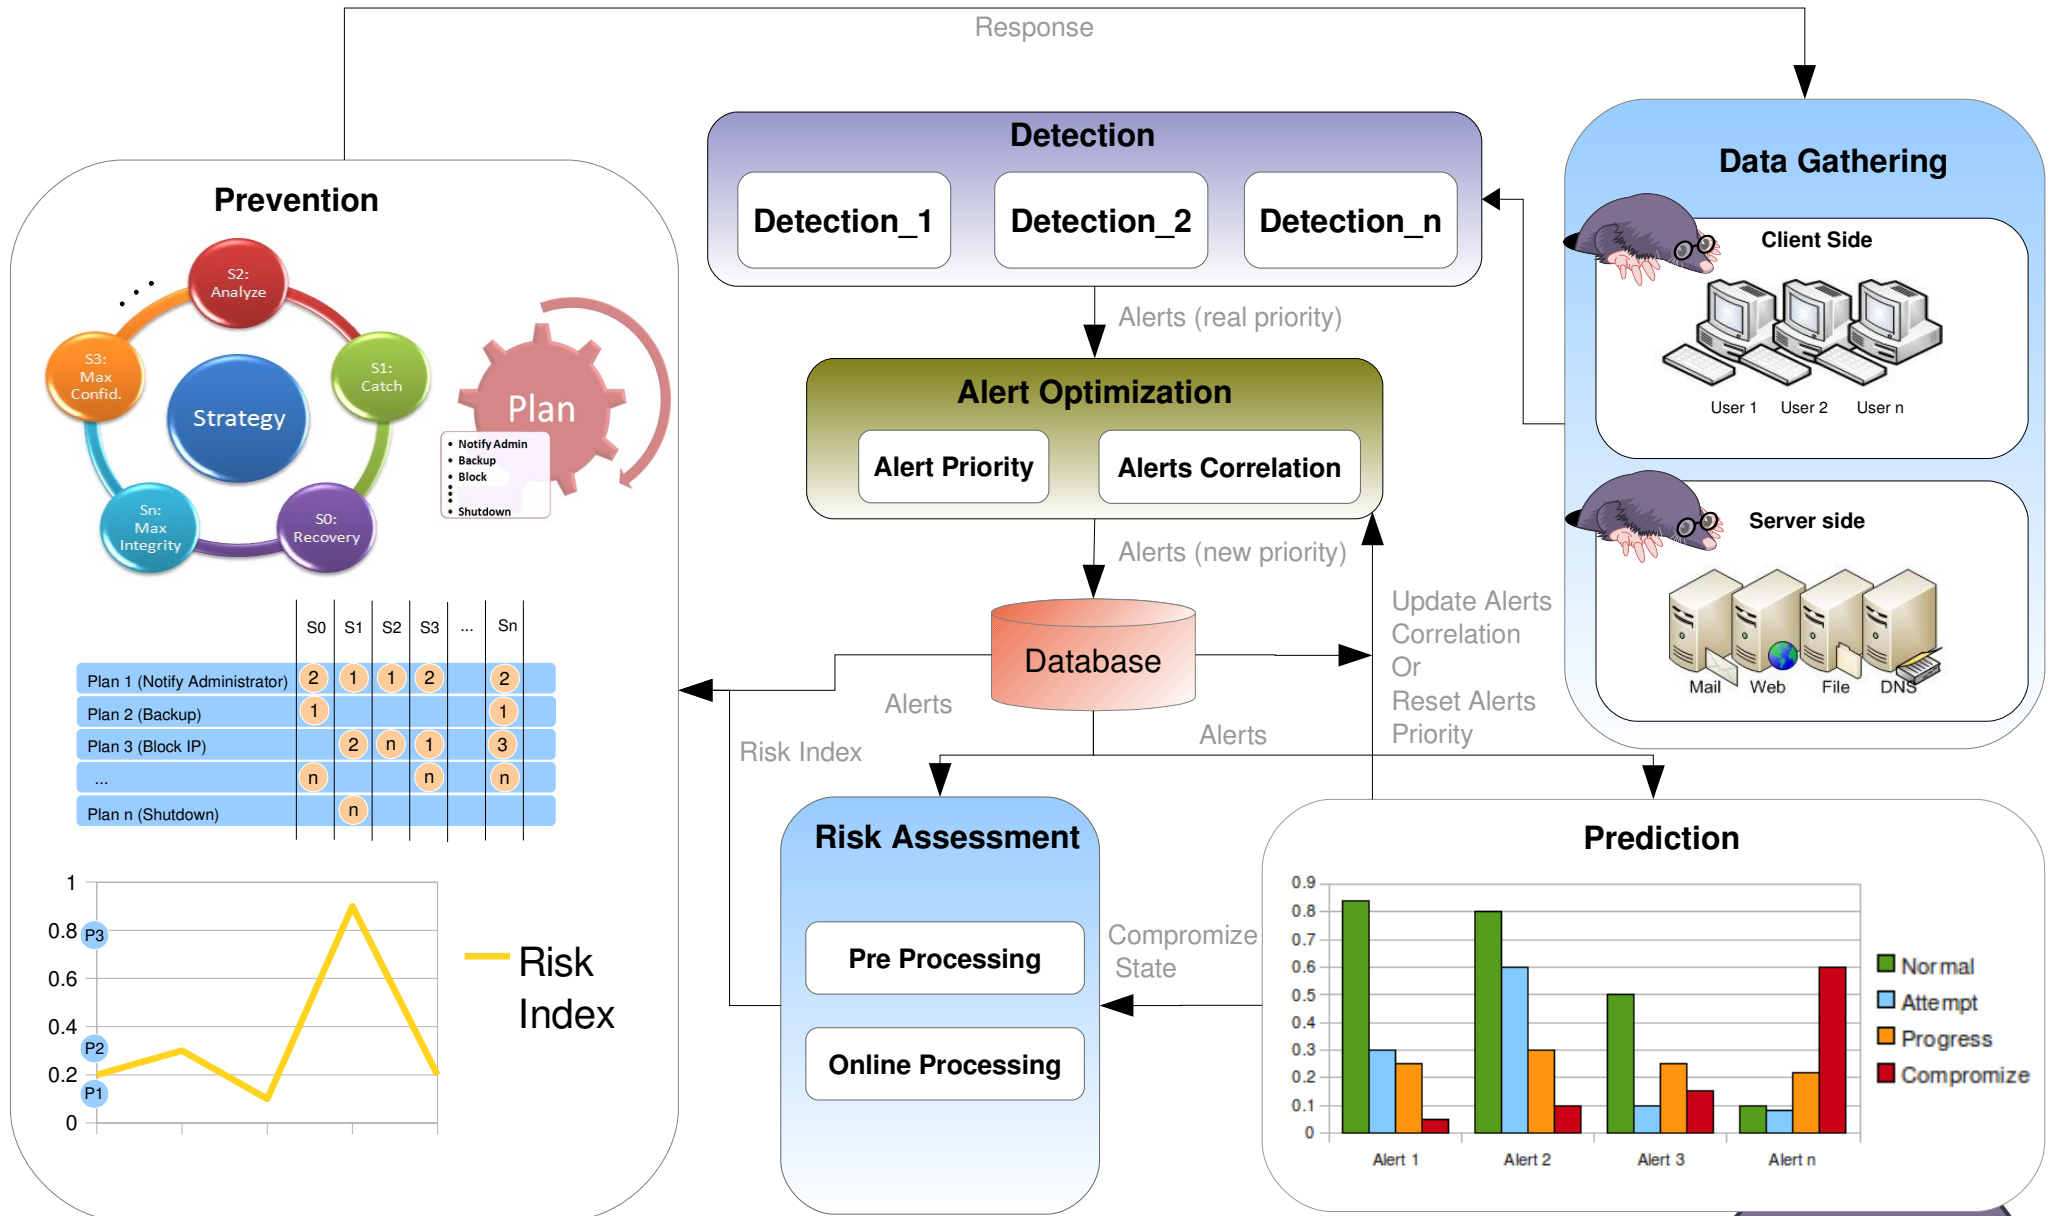 Response
Prevention
S2:
Analyze
S3:
Max
Confid.
S1:
Catch
Strategy
Sn:
Max
Integrity
S0:
Recovery
Plan
• Notify Admin
• Backup
• Block
• Shutdown
S0 S1 S2 S3 ... Sn
Plan 1 (Notify Administrator) 2 1 1 2 2
Plan 2 (Backup) 1 1
Plan 3 (Block IP) 2 n 1 3
... n n n
Plan n (Shutdown) n
1
0.8
0.6
0.4
0.2
0
P3
P2
P1
Risk
Index
Detection
Detection_1 Detection_2 Detection_n
Alerts (real priority)
Alert Optimization
Alert Priority Alerts Correlation
Alerts (new priority)
Database
Alerts
Risk Index
Alerts
Update Alerts
Correlation
Or
Reset Alerts
Priority
Data Gathering
Client Side
User 1 User 2 User n
Server side
Mail Web File DNS
Risk Assessment
Pre Processing
Online Processing
Compromize
State
Prediction
0.9
0.8
0.7
0.6
0.5
0.4
0.3
0.2
0.1
0
Alert 1 Alert 2 Alert 3 Alert n
Normal
Attempt
Progress
Compromize